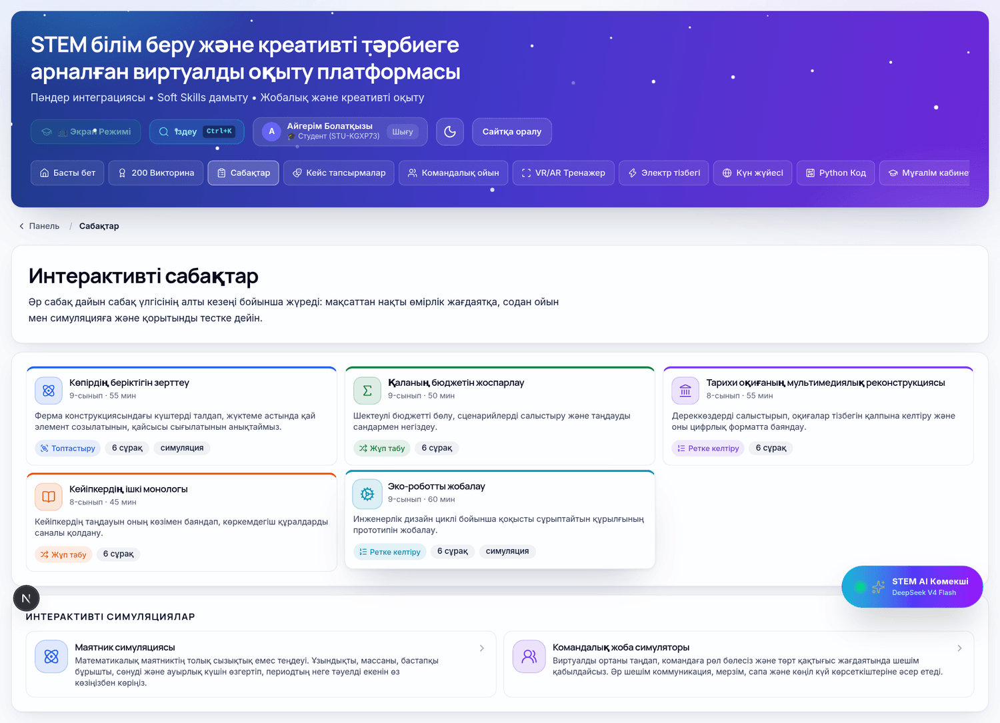 STEM білім беру және креативті тәрбиеге
арналған виртуалды оқыту платформасы
Пәндер интеграциясы • Soft Skills дамыту • Жобалық және креативті оқыту
Экран Режимі
Іздеу Ctrl+K
А
Айгерім Болатқызы
Студент (STU-KGXP73)
Шығу
Сайтқа оралу
Басты бет
200 Викторина
Сабақтар
Кейс тапсырмалар
Командалық ойын
VR/AR Тренажер
Электр тізбегі
Күн жүйесі
Python Код
Мұғалім кабине
Панель / Сабақтар
Интерактивті сабақтар
Әр сабақ дайын сабақ үлгісінің алты кезеңі бойынша жүреді: мақсаттан нақты өмірлік жағдаятқа, содан ойын
мен симуляцияға және қорытынды тестке дейін.
Көпірдің беріктігін зерттеу
9-сынып · 55 мин
Ферма конструкциясындағы күштерді талдап, жүктеме астында қай
элемент созылатынын, қайсысы сығылатынын анықтаймыз.
Топтастыру 6 сұрақ симуляция
Қаланың бюджетін жоспарлау
9-сынып · 50 мин
Шектеулі бюджетті бөлу, сценарийлерді салыстыру және таңдауды
сандармен негіздеу.
Жұп табу 6 сұрақ
Тарихи оқиғаның мультимедиялық реконструкциясы
8-сынып · 55 мин
Дереккөздерді салыстырып, оқиғалар тізбегін қалпына келтіру және
оны цифрлық форматта баяндау.
Ретке келтіру 6 сұрақ
Кейіпкердің ішкі монологы
8-сынып · 45 мин
Кейіпкердің таңдауын оның көзімен баяндап, көркемдегіш құралдарды
саналы қолдану.
Жұп табу 6 сұрақ
Эко-роботты жобалау
9-сынып · 60 мин
Инженерлік дизайн циклі бойынша қоқысты сұрыптайтын құрылғының
прототипін жобалау.
Ретке келтіру 6 сұрақ симуляция
STEM AI Көмекші
DeepSeek V4 Flash
N
ИНТЕРАКТИВТІ СИМУЛЯЦИЯЛАР
Маятник симуляциясы
Математикалық маятниктің толық сызықтық емес теңдеуі. Ұзындықты, массаны, бастапқы
бұрышты, сөнуді және ауырлық күшін өзгертіп, периодтың неге тәуелді екенін өз
көзіңізбен көріңіз.
Командалық жоба симуляторы
Виртуалды ортаны таңдап, командаға рөл бөлесіз және төрт қақтығыс жағдаятында шешім
қабылдайсыз. Әр шешім коммуникация, мерзім, сапа және көңіл күй көрсеткіштеріне әсер етеді.